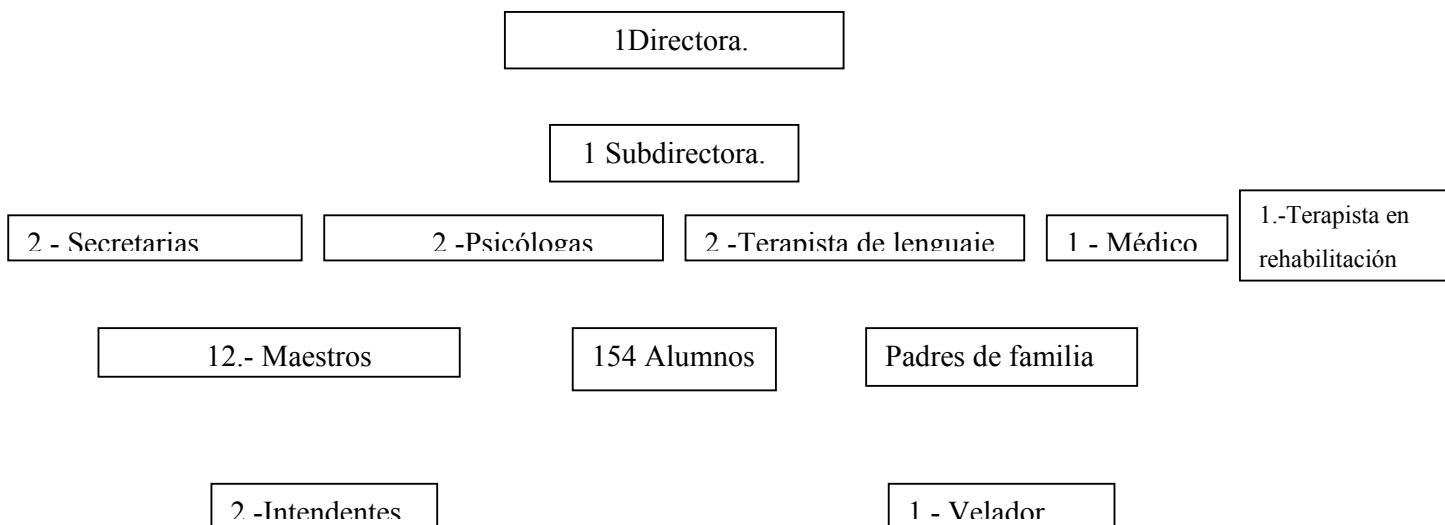 1Directora.
1 Subdirectora.
2 - Secretarias
2 -Psicólogas
2 -Terapista de lenguaje
1 - Médico
1.-Terapista en
rehabilitación
12.- Maestros
154 Alumnos
Padres de familia
2 -Intendentes
1 - Velador